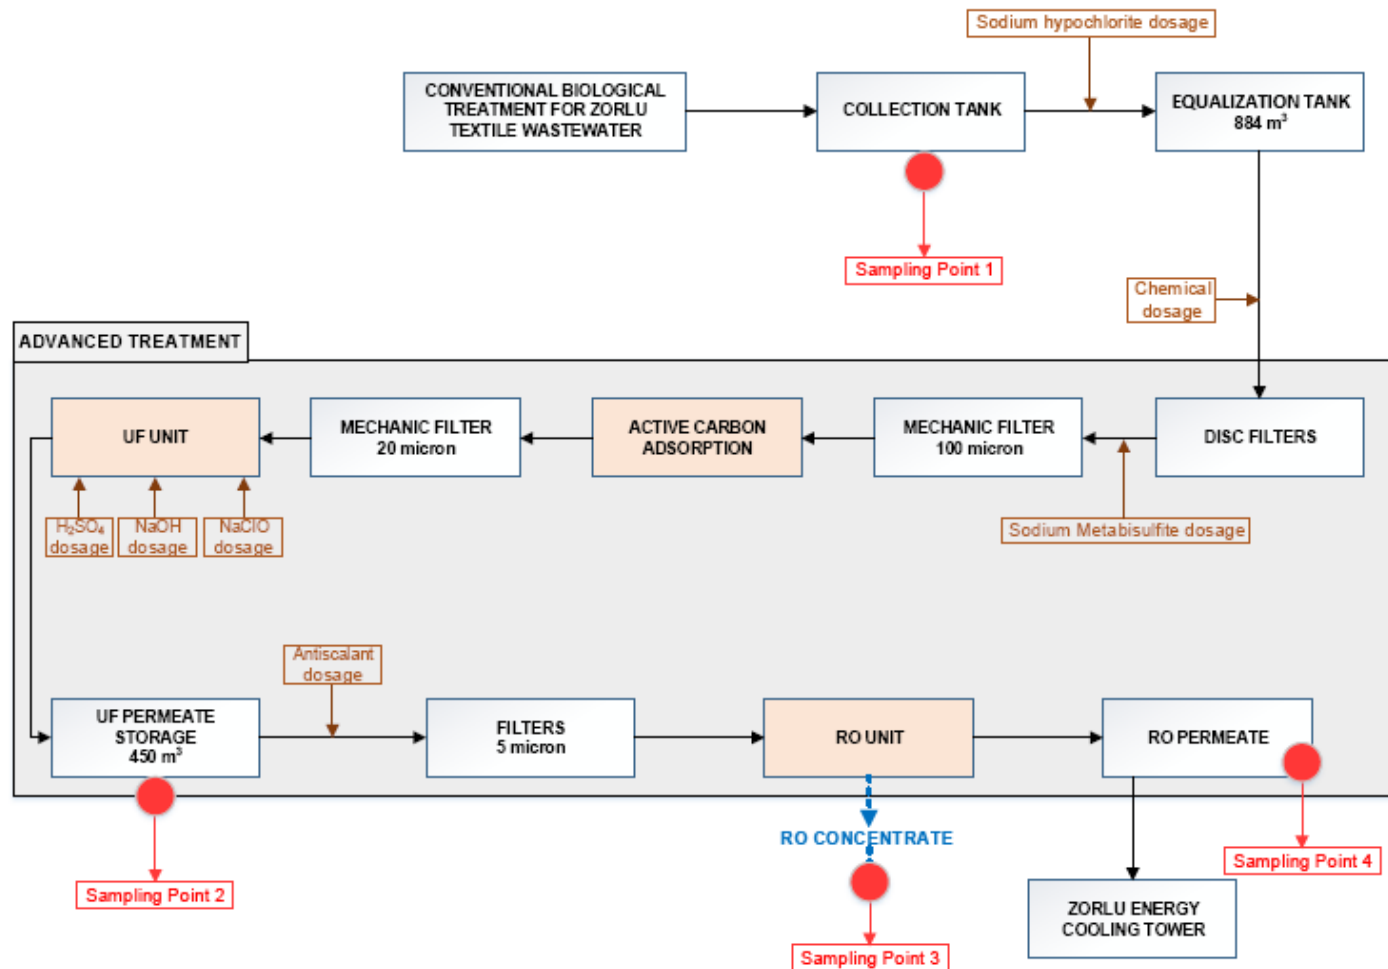 Sodium hypochlorite dosage
CONVENTIONAL BIOLOGICAL
TREATMENT FOR ZORLU
TEXTILE WASTEWATER
COLLECTION TANK
EQUALIZATION TANK
884 m³
Sampling Point 1
Chemical
dosage
ADVANCED TREATMENT
UF UNIT
MECHANIC FILTER
20 micron
ACTIVE CARBON
ADSORPTION
MECHANIC FILTER
100 micron
DISC FILTERS
H₂SO₄
dosage
NaOH
dosage
NaClO
dosage
Sodium Metabisulfite dosage
Antiscalant
dosage
UF PERMEATE
STORAGE
450 m³
FILTERS
5 micron
RO UNIT
RO PERMEATE
RO CONCENTRATE
Sampling Point 2
Sampling Point 3
Sampling Point 4
ZORLU ENERGY
COOLING TOWER